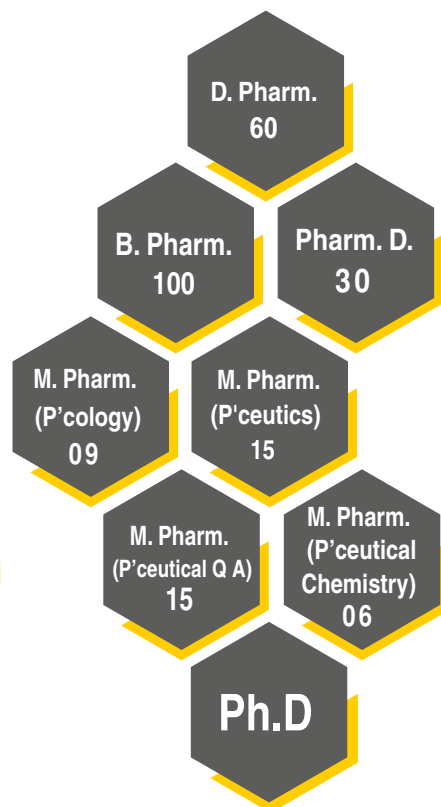 D. Pharm.
60
B. Pharm.
100
Pharm. D.
30
M. Pharm.
(P’cology)
09
M. Pharm.
(P'ceutics)
15
M. Pharm.
(P’ceutical Q A)
15
M. Pharm.
(P’ceutical
Chemistry)
06
Ph.D